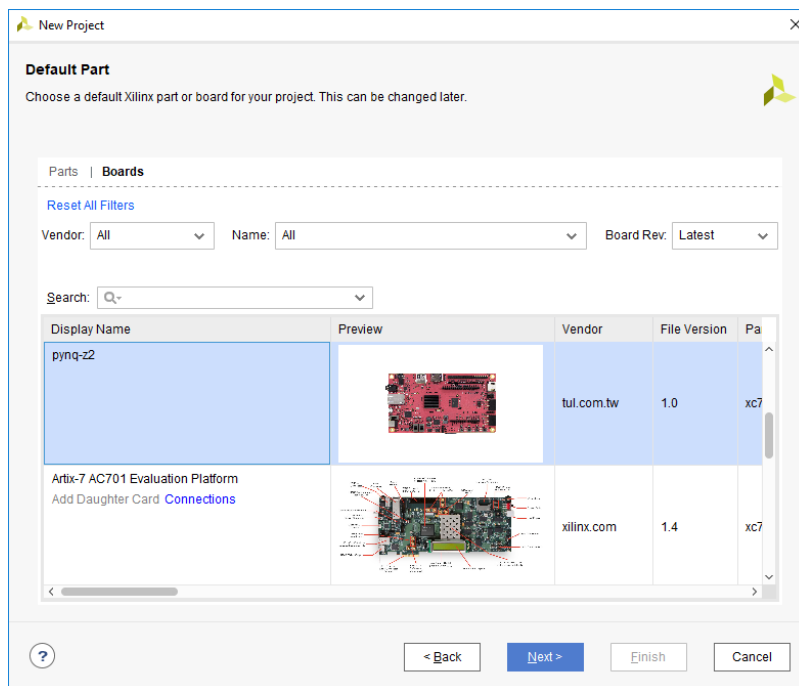 New Project
Default Part
Choose a default Xilinx part or board for your project. This can be changed later.
Parts | Boards
Reset All Filters
Vendor: All Name: All Board Rev: Latest
Search:
Display Name Preview Vendor File Version Pa
pynq-z2 tul.com.tw 1.0 xc7
Artix-7 AC701 Evaluation Platform
Add Daughter Card Connections
xilinx.com 1.4 xc7
? < Back Next > Finish Cancel